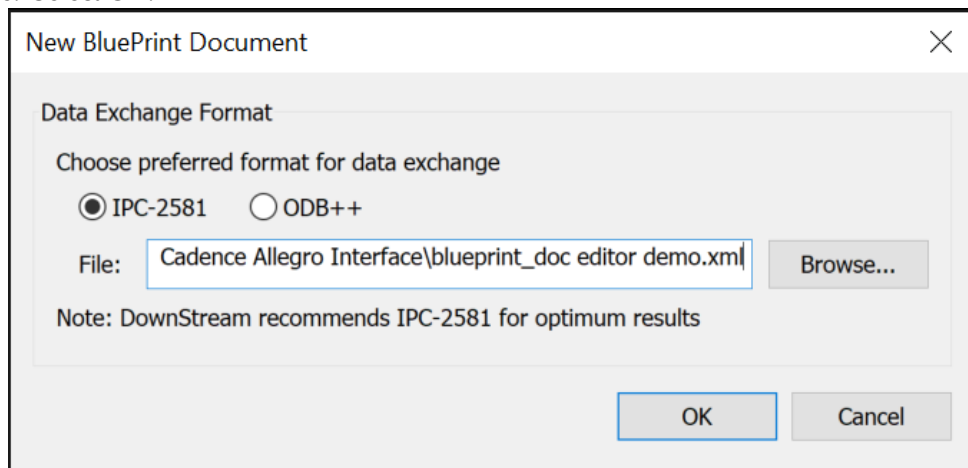 New BluePrint Document
Data Exchange Format
Choose preferred format for data exchange
IPC-2581 ODB++
File: Cadence Allegro Interface\blueprint_doc editor demo.xml Browse...
Note: DownStream recommends IPC-2581 for optimum results
OK Cancel